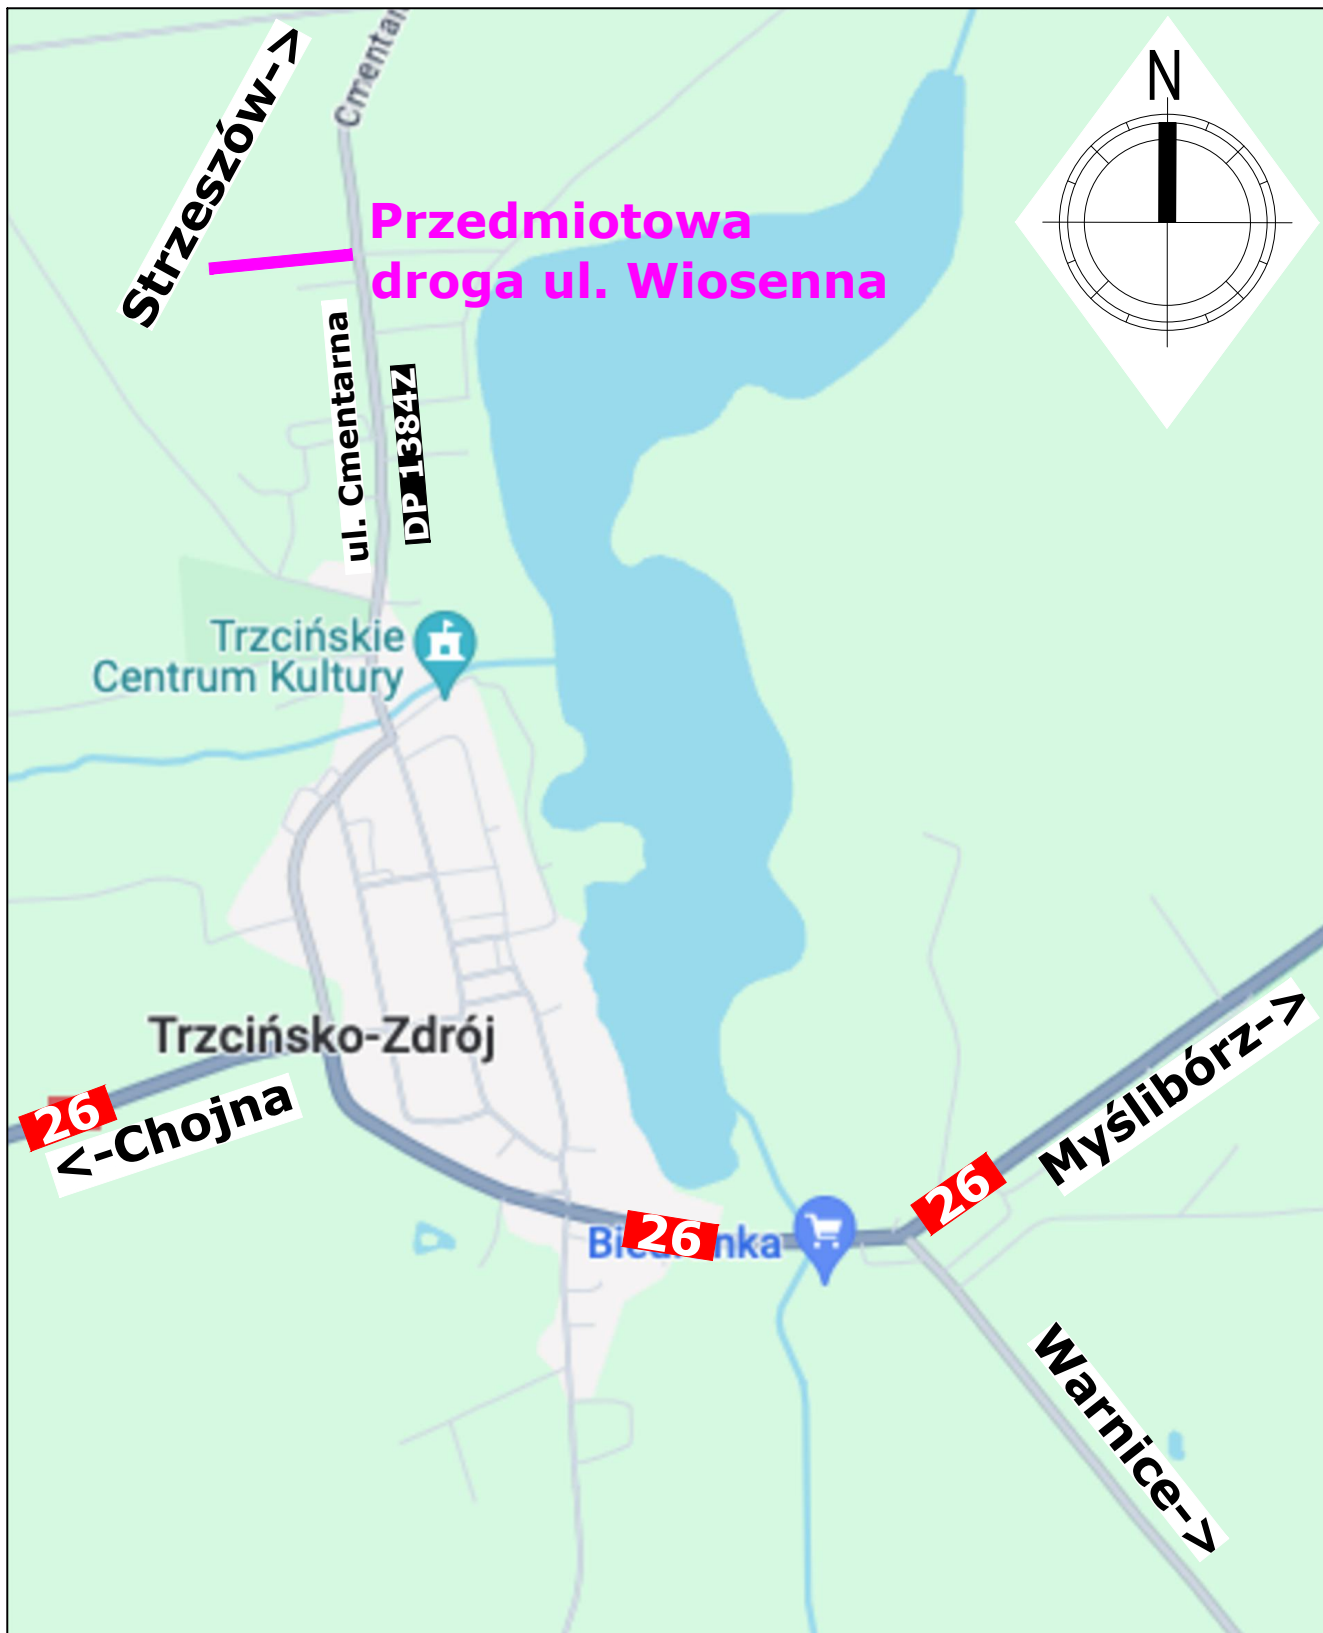 Cmentar
N
Strzeszów->
Przedmiotowa
droga ul. Wiosenna
ul. Cmentarna
DP 1384Z
Trzcińskie
Centrum Kultury
Trzcińsko-Zdrój
26
<-Chojna
Myślibórz->
26
26
Warnice->